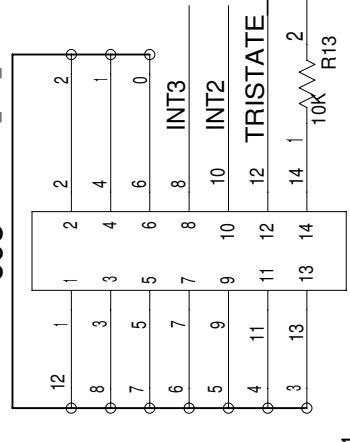 12 1 1 2 2 2
8 3 3 4 4 1
7 5 5 6 6 0
6 7 7 8 8 INT3
5 9 9 10 10 INT2
4 11 11 12 12 TRISTATE
3 13 13 14 14 1 2
10K R13